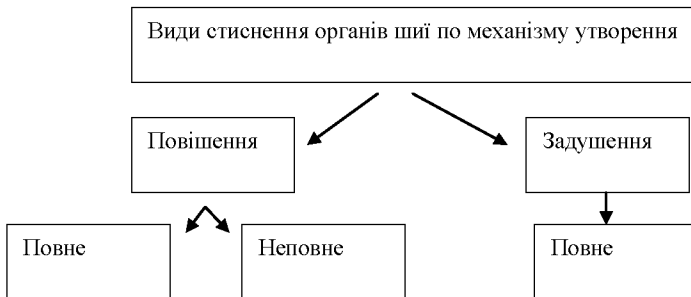 Види стиснення органів шиї по механізму утворення
Повішення
Задушення
Повне
Неповне
Повне